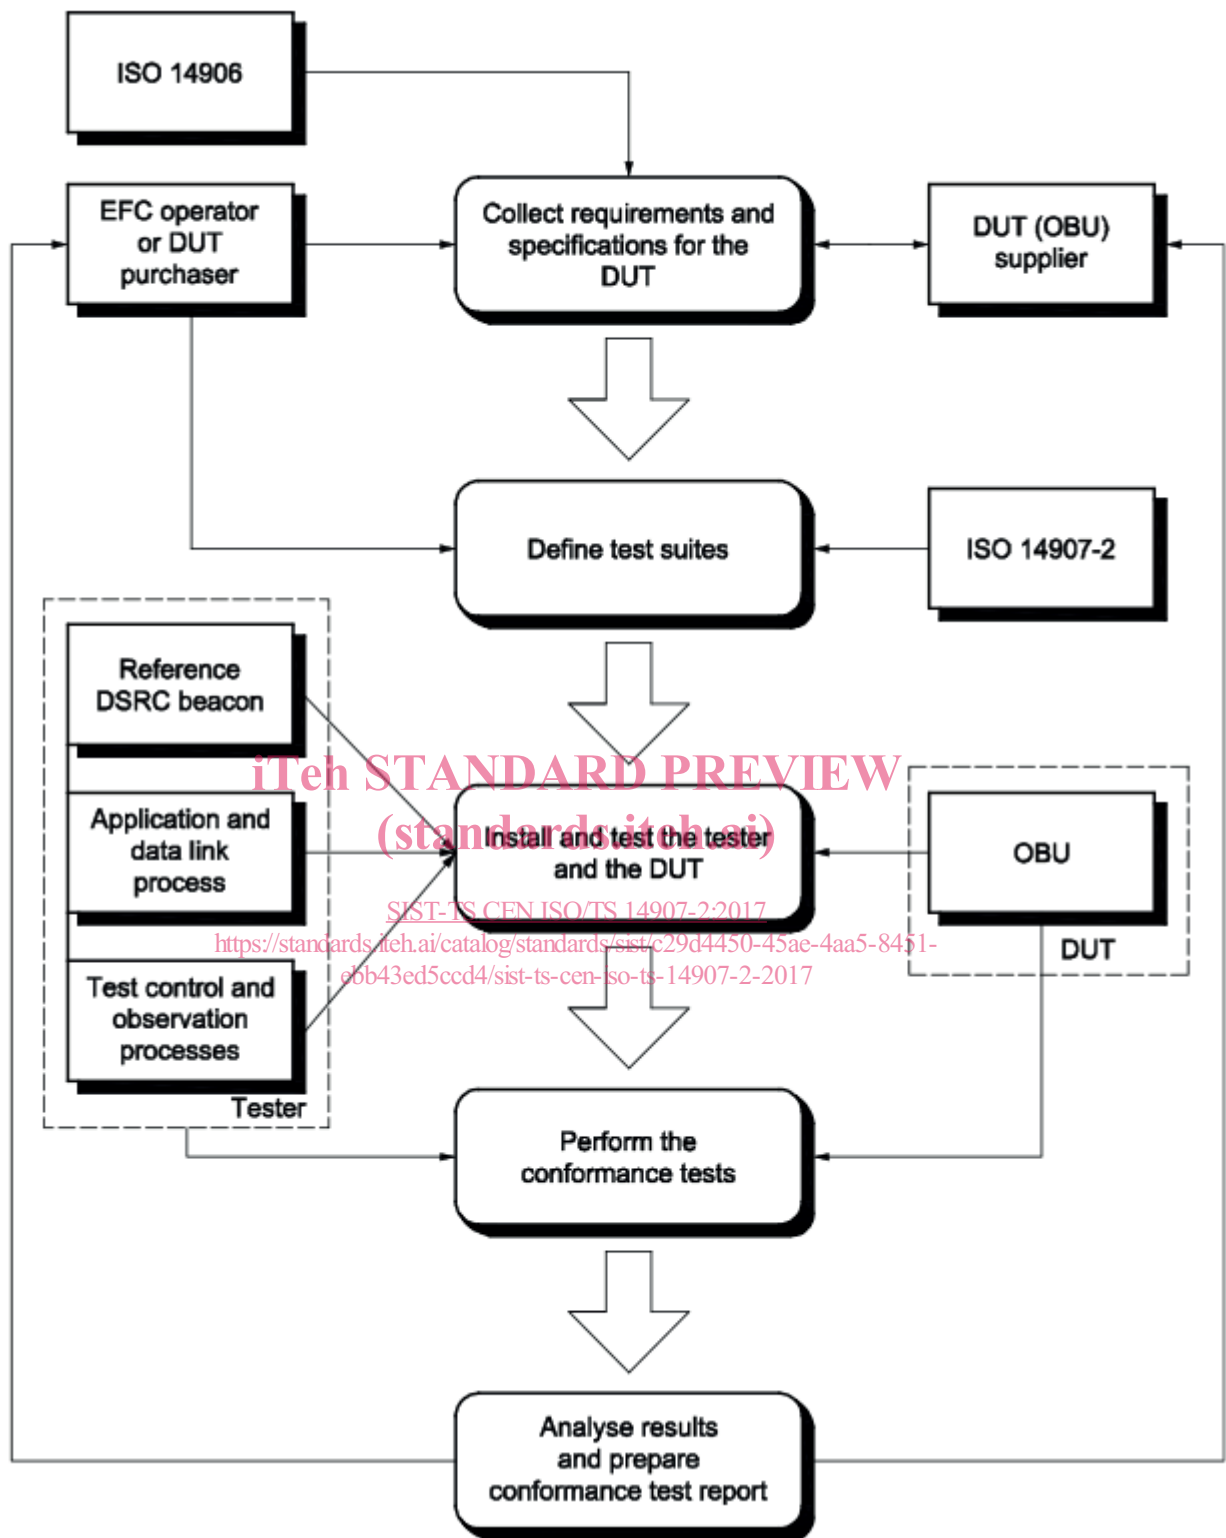 ISO 14906
EFC operator
or DUT
purchaser
Collect requirements and
specifications for the
DUT
DUT (OBU)
supplier
Define test suites
ISO 14907-2
Reference
DSRC beacon
iTeh STANDARD PREVIEW
(standards.iteh.ai)
Application and
data link
process
Install and test the tester
and the DUT
OBU
DUT
SIST-TS CEN ISO/TS 14907-2:2017
https://standards.iteh.ai/catalog/standards/sist/c29d4450-45ae-4aa5-8451-
ebb43ed5ccd4/sist-ts-cen-iso-ts-14907-2-2017
Test control and
observation
processes
Tester
Perform the
conformance tests
Analyse results
and prepare
conformance test report